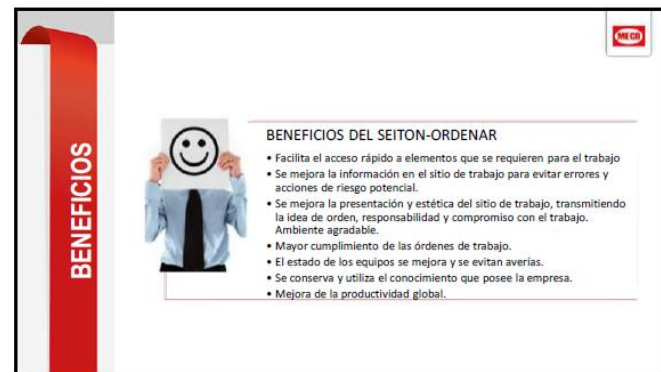 MECO
BENEFICIOS
BENEFICIOS DEL SEITON-ORDENAR
• Facilita el acceso rápido a elementos que se requieren para el trabajo
• Se mejora la información en el sitio de trabajo para evitar errores y
acciones de riesgo potencial.
• Se mejora la presentación y estética del sitio de trabajo, transmitiendo
la idea de orden, responsabilidad y compromiso con el trabajo.
Ambiente agradable.
• Mayor cumplimiento de las órdenes de trabajo.
• El estado de los equipos se mejora y se evitan averías.
• Se conserva y utiliza el conocimiento que posee la empresa.
• Mejora de la productividad global.